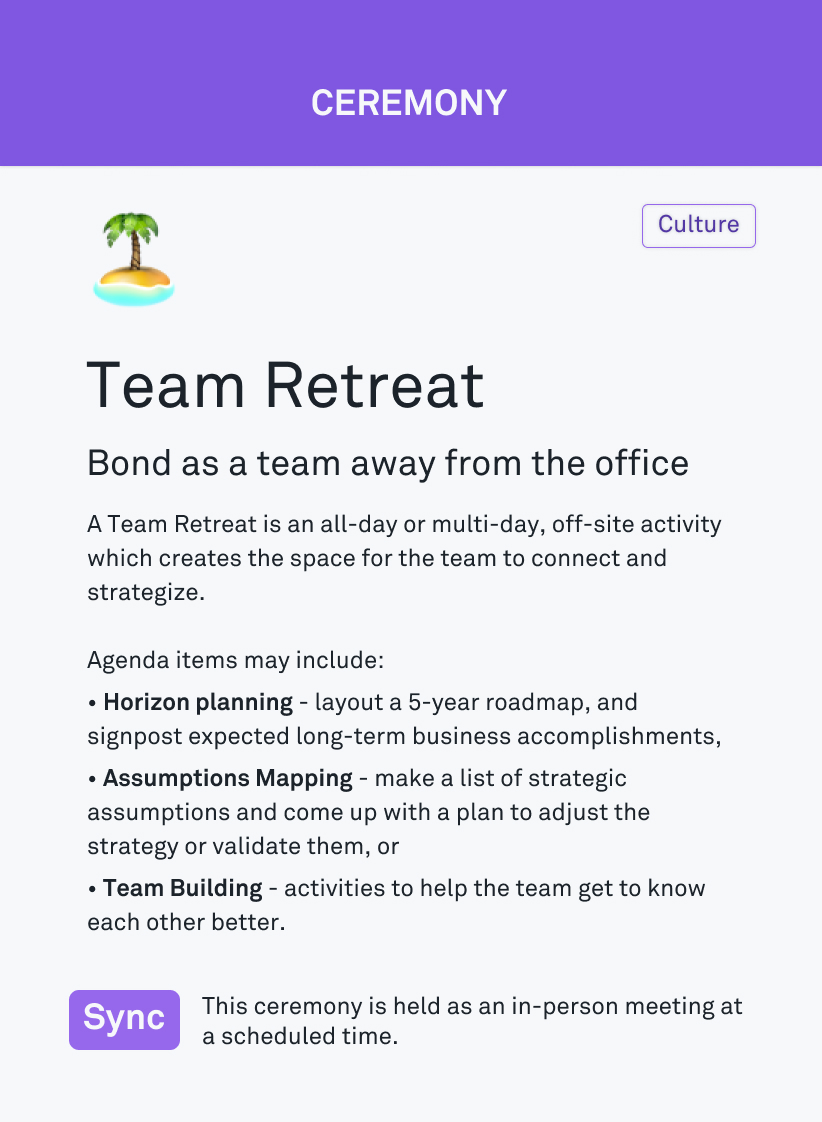 CEREMONY
Culture
Team Retreat
Bond as a team away from the office
A Team Retreat is an all-day or multi-day, off-site activity
which creates the space for the team to connect and
strategize.
Agenda items may include:
• Horizon planning - layout a 5-year roadmap, and
signpost expected long-term business accomplishments,
• Assumptions Mapping - make a list of strategic
assumptions and come up with a plan to adjust the
strategy or validate them, or
• Team Building - activities to help the team get to know
each other better.
Sync
This ceremony is held as an in-person meeting at
a scheduled time.